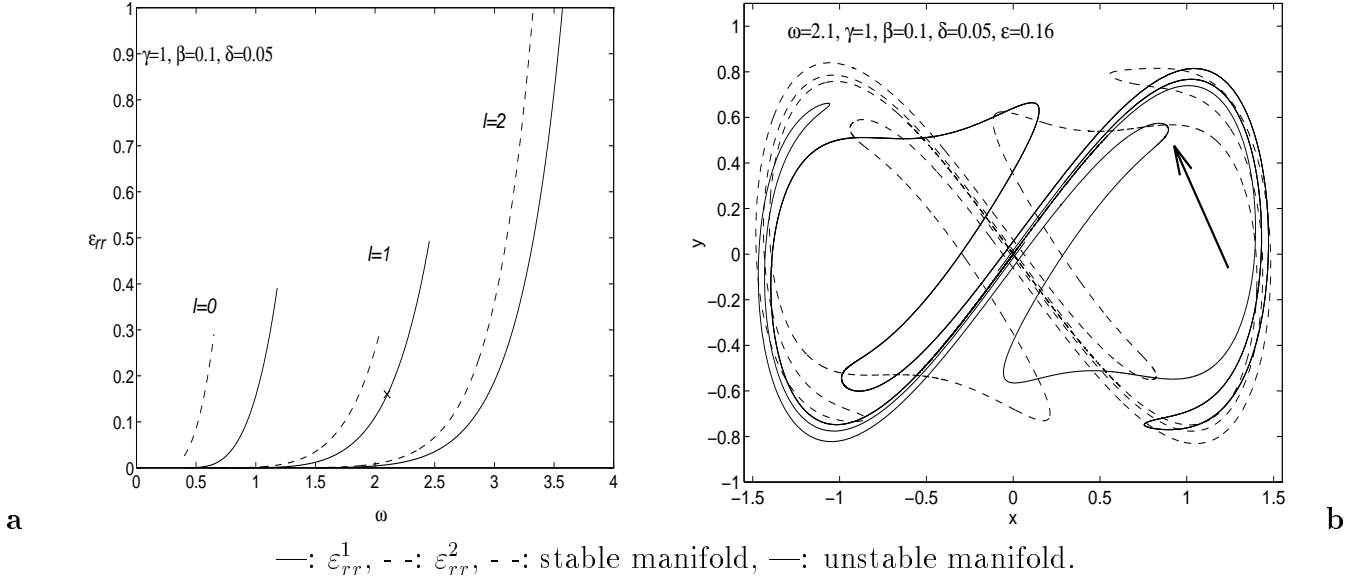 1
0.9
0.8
0.7
0.6
0.5
0.4
0.3
0.2
0.1
0
γ=1, β=0.1, δ=0.05
l=2
l=1
l=0
εrr
0 0.5 1 1.5 2 2.5 3 3.5 4
ω
a
ω=2.1, γ=1, β=0.1, δ=0.05, ε=0.16
1
0.8
0.6
0.4
0.2
0
−0.2
−0.4
−0.6
−0.8
−1
y
−1.5 −1 −0.5 0 0.5 1 1.5
x
b
—: ε¹rr, - -: ε²rr, - -: stable manifold, —: unstable manifold.